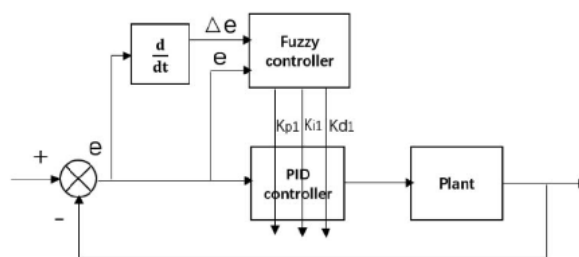 Δe
d
dt
Fuzzy
controller
e
Kp1 Ki1 Kd1
e
+
PID
controller
Plant
-